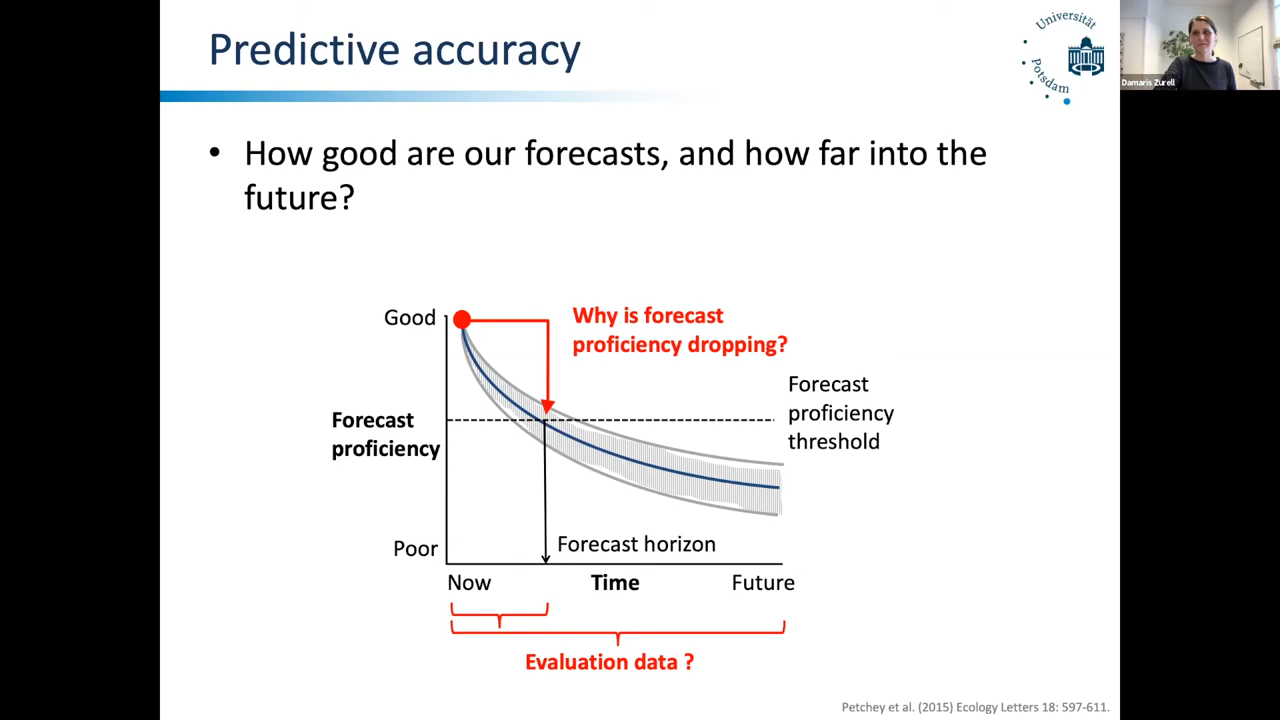 Predictive accuracy
Universität
Potsdam
Damaris Zurell
• How good are our forecasts, and how far into the
future?
Good
Why is forecast
proficiency dropping?
Forecast
proficiency
threshold
Forecast
proficiency
Poor
Forecast horizon
Now
Time
Future
Evaluation data ?
Petchey et al. (2015) Ecology Letters 18: 597-611.